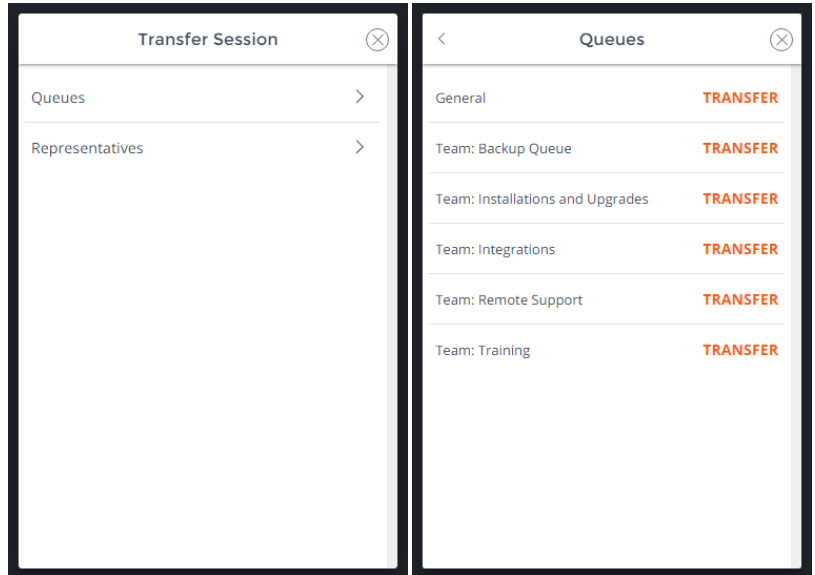 Transfer Session
Queues
Representatives
Queues
General TRANSFER
Team: Backup Queue TRANSFER
Team: Installations and Upgrades TRANSFER
Team: Integrations TRANSFER
Team: Remote Support TRANSFER
Team: Training TRANSFER